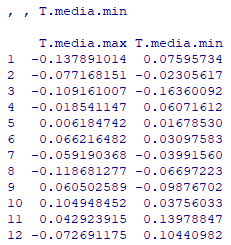 , , T.media.min
T.media.max T.media.min
1 -0.137891014 0.07595734
2 -0.077168151 -0.02305617
3 -0.109161007 -0.16360092
4 -0.018541147 0.06071612
5 0.006184742 0.01678530
6 0.066216482 0.03097583
7 -0.059190368 -0.03991560
8 -0.118681277 -0.06697223
9 0.060502589 -0.09876702
10 0.104948452 0.03756033
11 0.042923915 0.13978847
12 -0.072691175 0.10440982